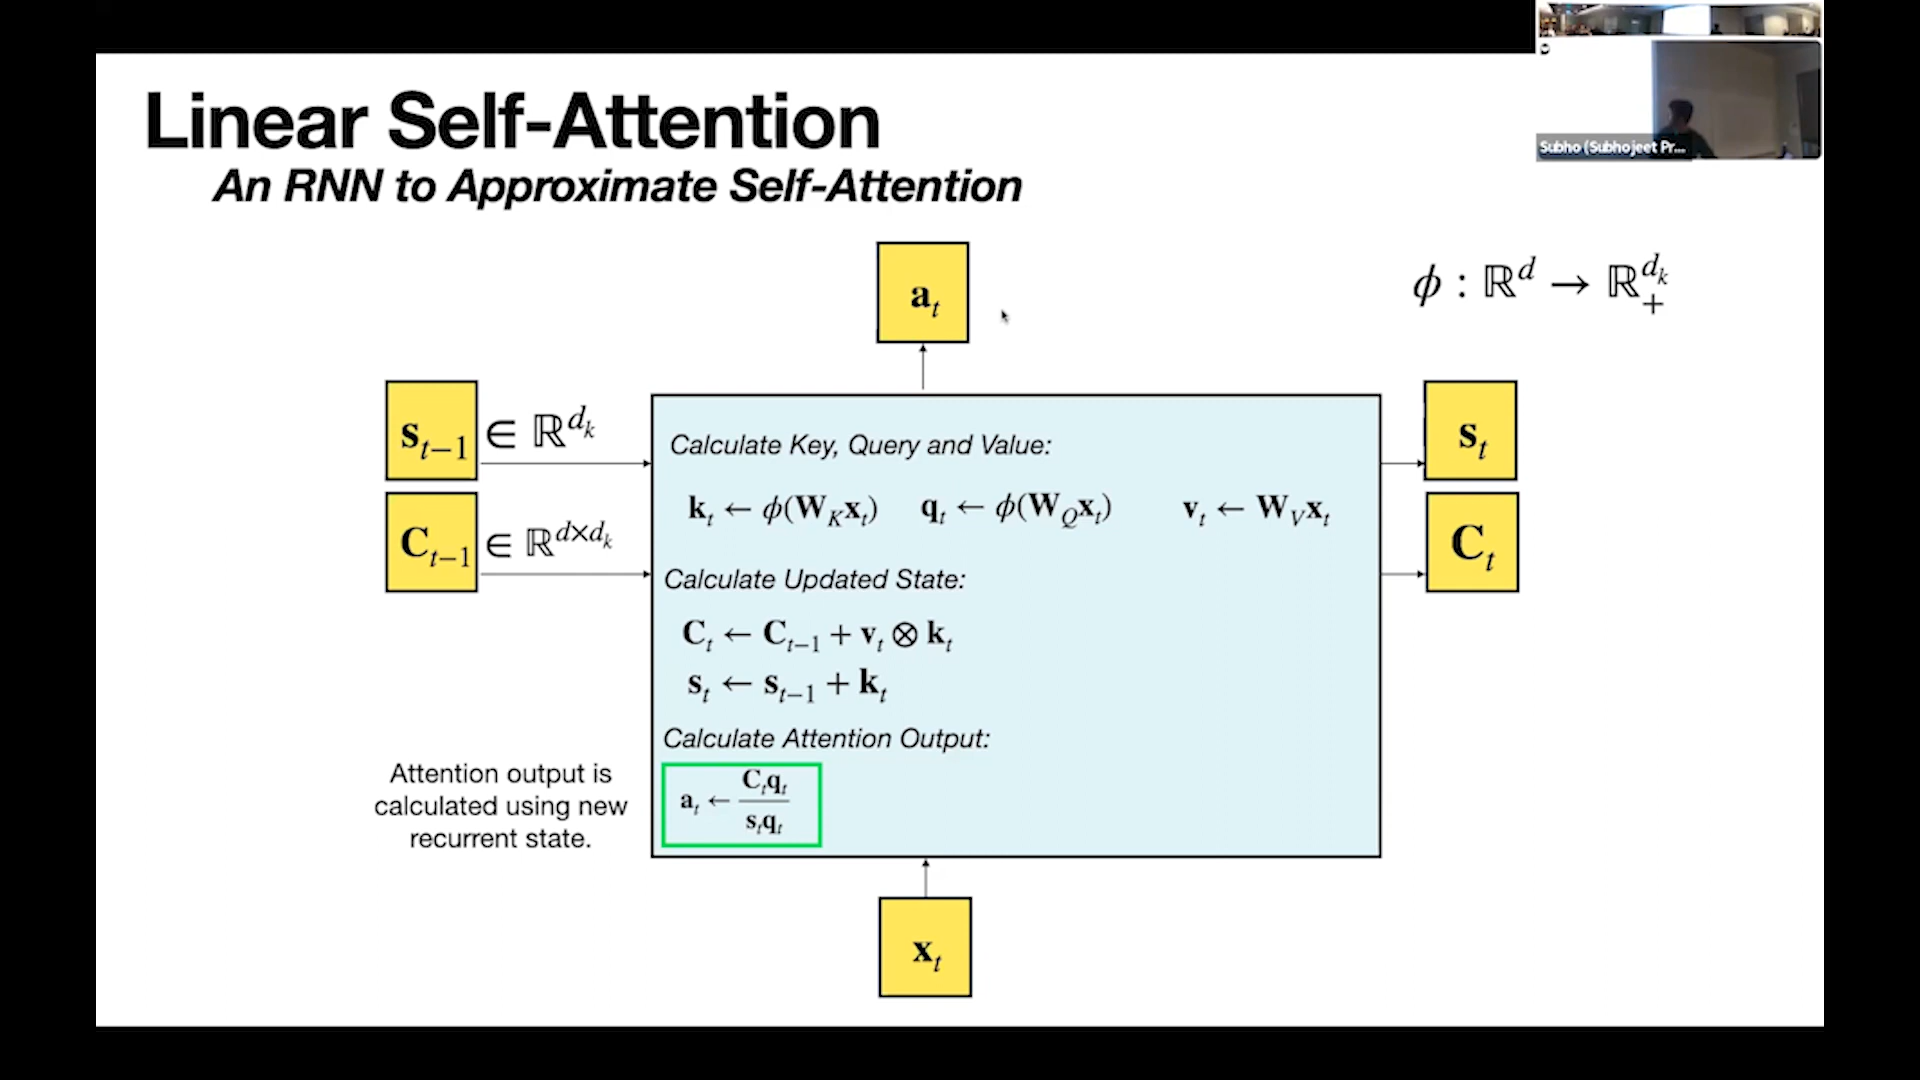 Linear Self-Attention
An RNN to Approximate Self-Attention
Subho (Subhojeet Pr...
ϕ : ℝ^d → ℝ_+^{d_k}
a_t
s_{t−1} ∈ ℝ^{d_k}
C_{t−1} ∈ ℝ^{d×d_k}
Calculate Key, Query and Value:
k_t ← ϕ(W_K x_t) q_t ← ϕ(W_Q x_t) v_t ← W_V x_t
Calculate Updated State:
C_t ← C_{t−1} + v_t ⊗ k_t
s_t ← s_{t−1} + k_t
Calculate Attention Output:
a_t ← \frac{C_t q_t}{s_t q_t}
s_t
C_t
Attention output is
calculated using new
recurrent state.
x_t